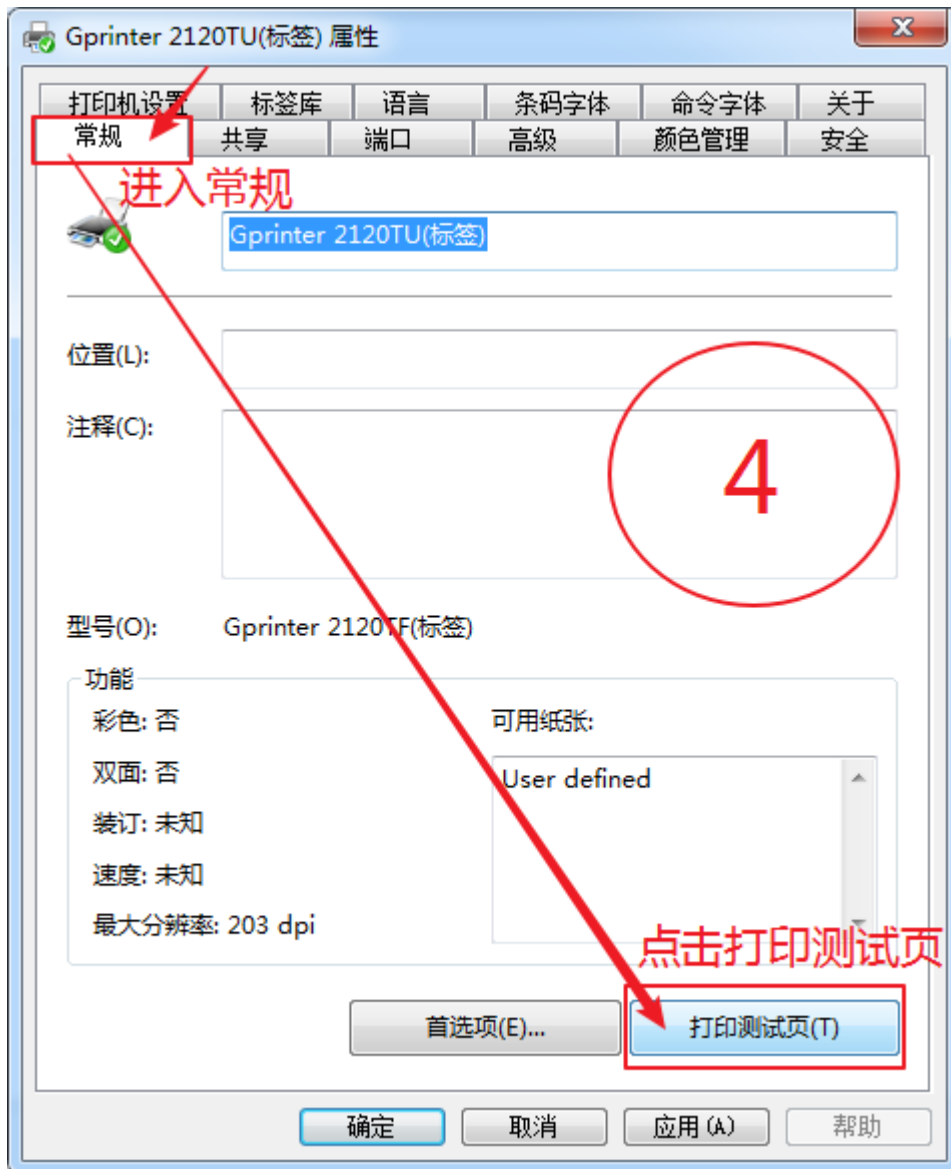 Gprinter 2120TU(标签) 属性
打印机设置 标签库 语言 条码字体 命令字体 关于
常规 共享 端口 高级 颜色管理 安全
进入常规
Gprinter 2120TU(标签)
位置(L):
注释(C):
4
型号(O): Gprinter 2120TF(标签)
功能
彩色: 否 可用纸张:
双面: 否 User defined
装订: 未知
速度: 未知
最大分辨率: 203 dpi
点击打印测试页
首选项(E)... 打印测试页(T)
确定 取消 应用(A) 帮助